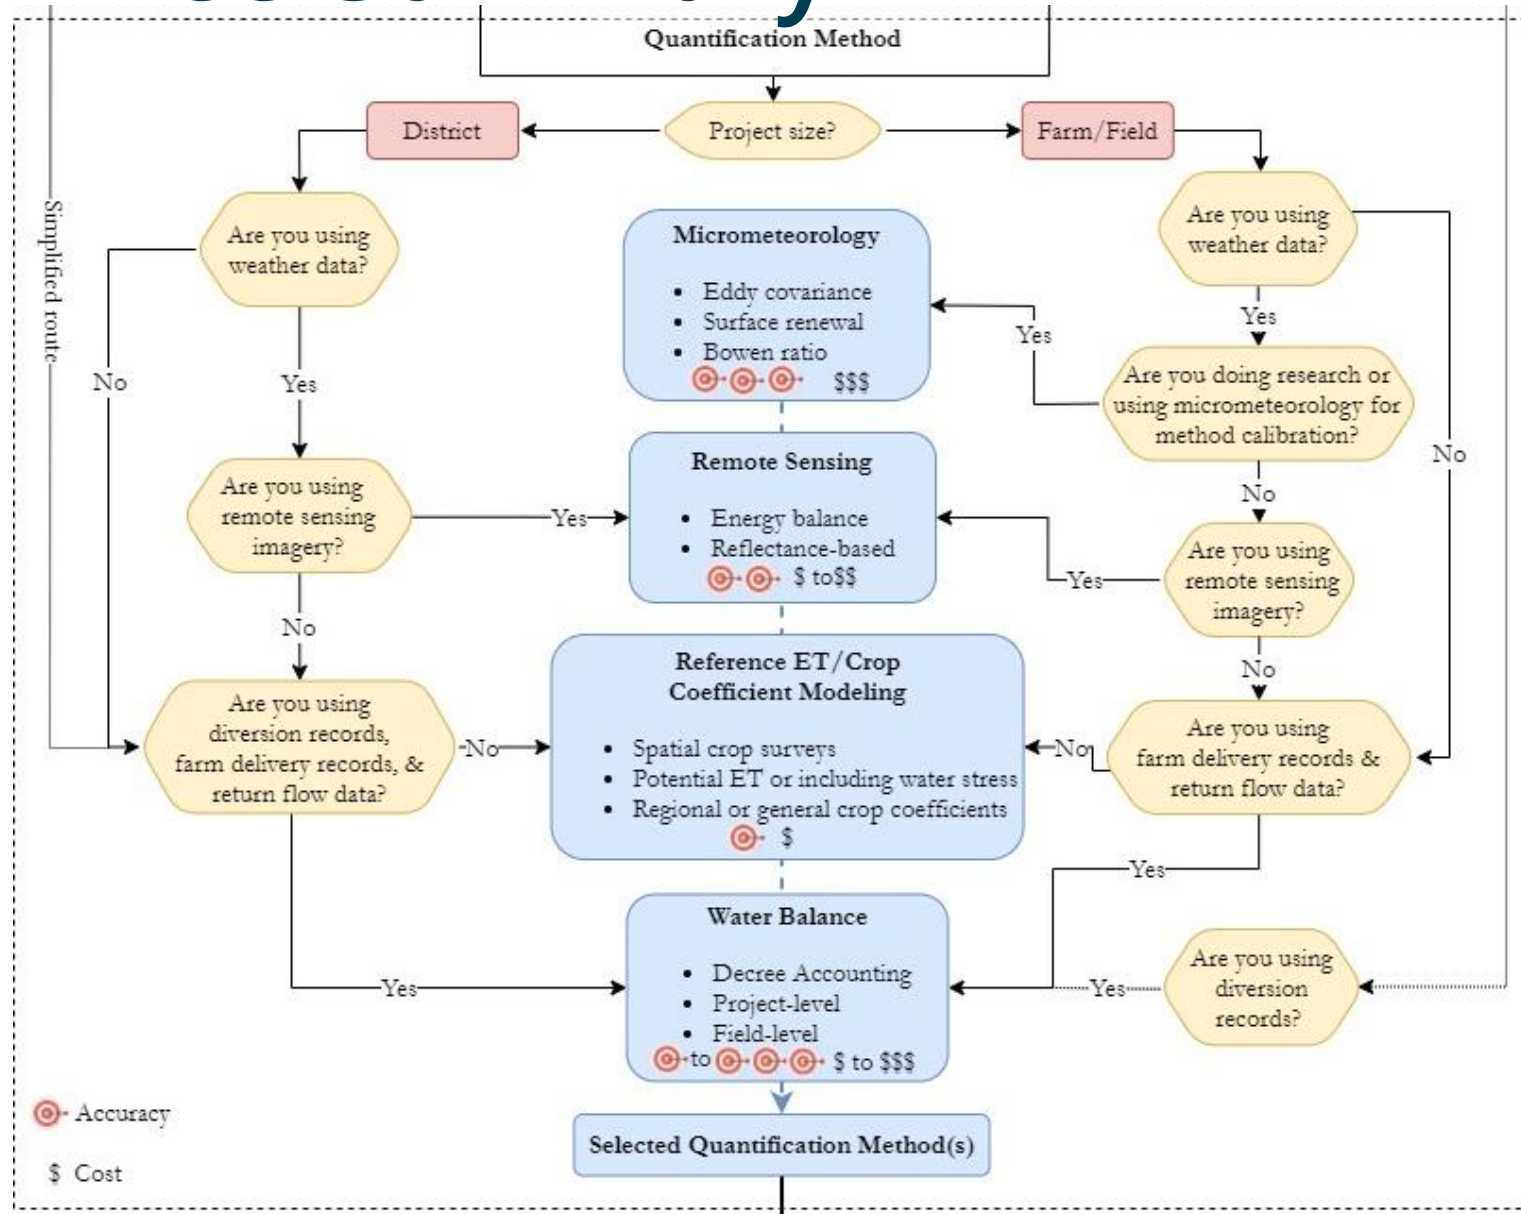 Quantification Method
District
Project size?
Farm/Field
Simplified route
Are you using
weather data?
No
Yes
Are you using
remote sensing
imagery?
Yes
No
Are you using
diversion records,
farm delivery records, &
return flow data?
No
Yes
Micrometeorology
• Eddy covariance
• Surface renewal
• Bowen ratio
$$$
Remote Sensing
• Energy balance
• Reflectance-based
$ to$$
Reference ET/Crop
Coefficient Modeling
• Spatial crop surveys
• Potential ET or including water stress
• Regional or general crop coefficients
$
Water Balance
• Decree Accounting
• Project-level
• Field-level
to $ to $$$
Selected Quantification Method(s)
Are you using
weather data?
Yes
No
Are you doing research or
using micrometeorology for
method calibration?
Yes
No
Are you using
remote sensing
imagery?
Yes
No
Are you using
farm delivery records &
return flow data?
No
Yes
Are you using
diversion
records?
Yes
Accuracy
$ Cost